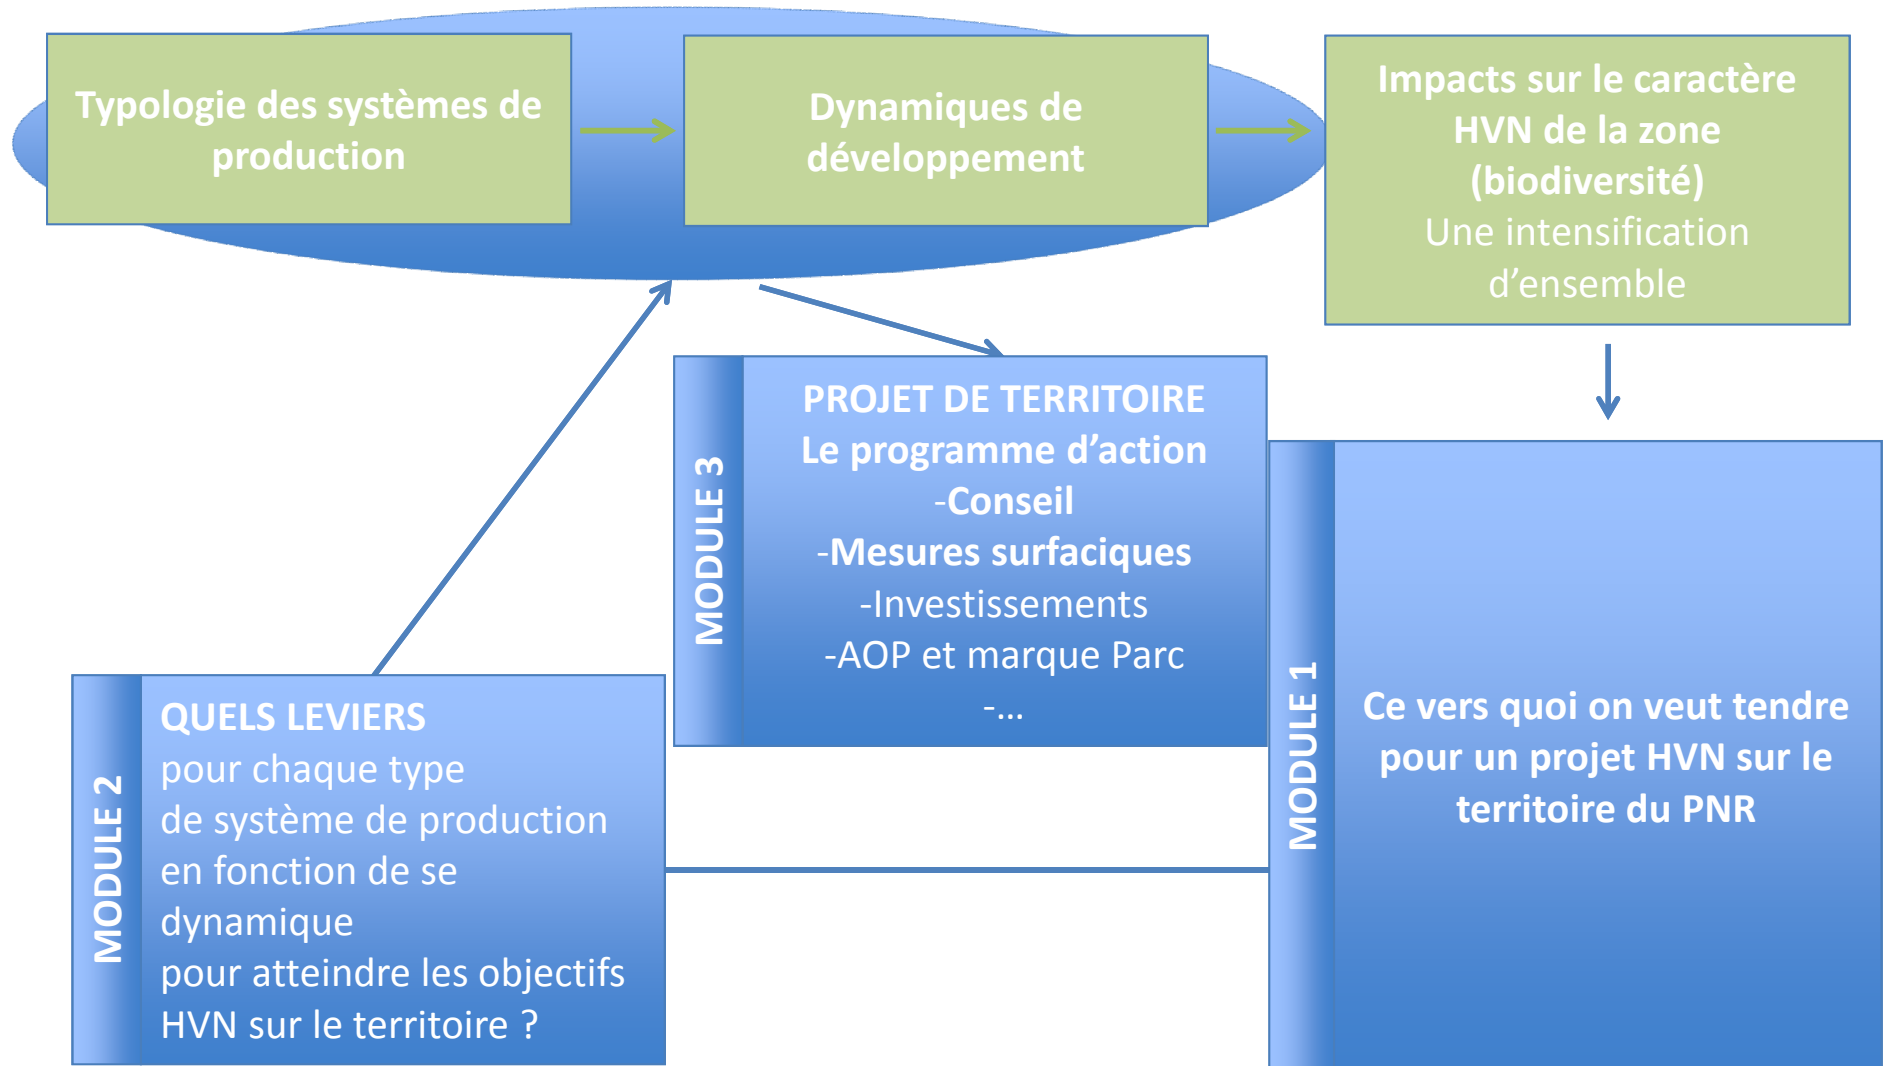 Typologie des systèmes de
production
Dynamiques de
développement
Impacts sur le caractère
HVN de la zone
(biodiversité)
Une intensification
d’ensemble
MODULE 3
PROJET DE TERRITOIRE
Le programme d’action
-Conseil
-Mesures surfaciques
-Investissements
-AOP et marque Parc
-...
MODULE 2
QUELS LEVIERS
pour chaque type
de système de production
en fonction de se
dynamique
pour atteindre les objectifs
HVN sur le territoire ?
MODULE 1
Ce vers quoi on veut tendre
pour un projet HVN sur le
territoire du PNR